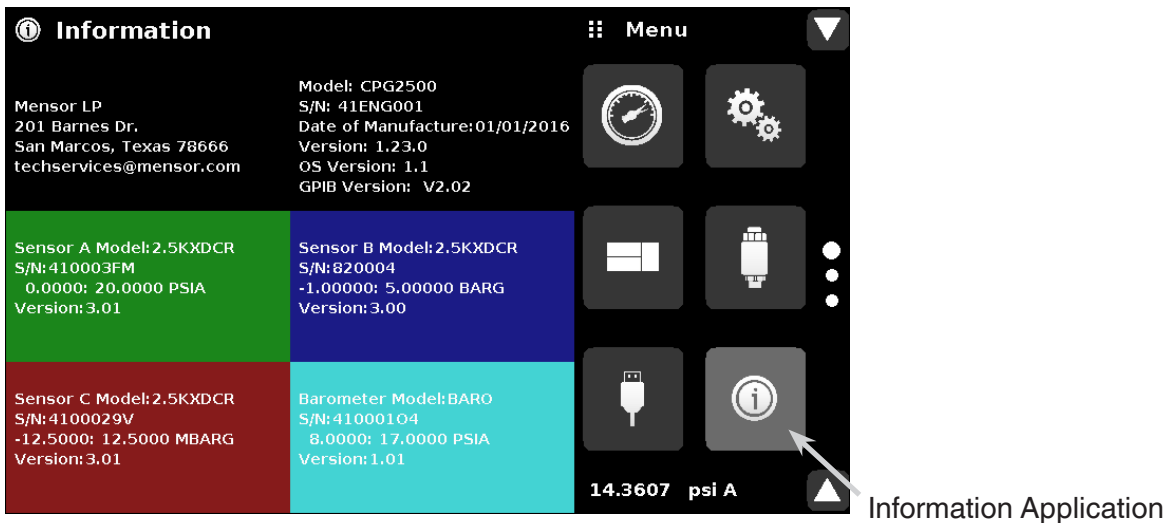 Information
Menu
Mensor LP
201 Barnes Dr.
San Marcos, Texas 78666
techservices@mensor.com
Model: CPG2500
S/N: 41ENG001
Date of Manufacture:01/01/2016
Version: 1.23.0
OS Version: 1.1
GPIB Version: V2.02
Sensor A Model:2.5KXDCR
S/N:410003FM
0.0000: 20.0000 PSIA
Version:3.01
Sensor B Model:2.5KXDCR
S/N:820004
-1.00000: 5.00000 BARG
Version:3.00
Sensor C Model:2.5KXDCR
S/N:4100029V
-12.5000: 12.5000 MBARG
Version:3.01
Barometer Model:BARO
S/N:410001O4
8.0000: 17.0000 PSIA
Version:1.01
14.3607 psi A
Information Application